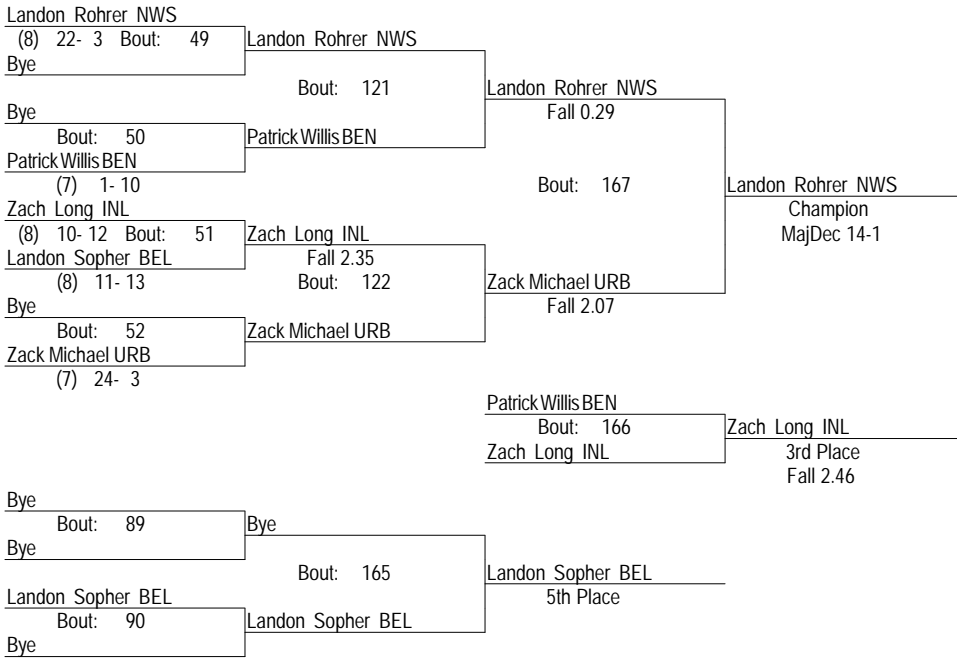 Landon Rohrer NWS
(8) 22- 3 Bout: 49
Landon Rohrer NWS
Bye
Bout: 121
Landon Rohrer NWS
Fall 0.29
Bye
Bout: 50
Patrick Willis BEN
Patrick Willis BEN
(7) 1- 10
Bout: 167
Landon Rohrer NWS
Champion
MajDec 14-1
Zach Long INL
(8) 10- 12 Bout: 51
Zach Long INL
Fall 2.35
Landon Sopher BEL
(8) 11- 13
Bout: 122
Zack Michael URB
Fall 2.07
Bye
Bout: 52
Zack Michael URB
Zack Michael URB
(7) 24- 3
Patrick Willis BEN
Bout: 166
Zach Long INL
Zach Long INL
3rd Place
Fall 2.46
Bye
Bout: 89
Bye
Bye
Bout: 165
Landon Sopher BEL
5th Place
Landon Sopher BEL
Bout: 90
Landon Sopher BEL
Bye